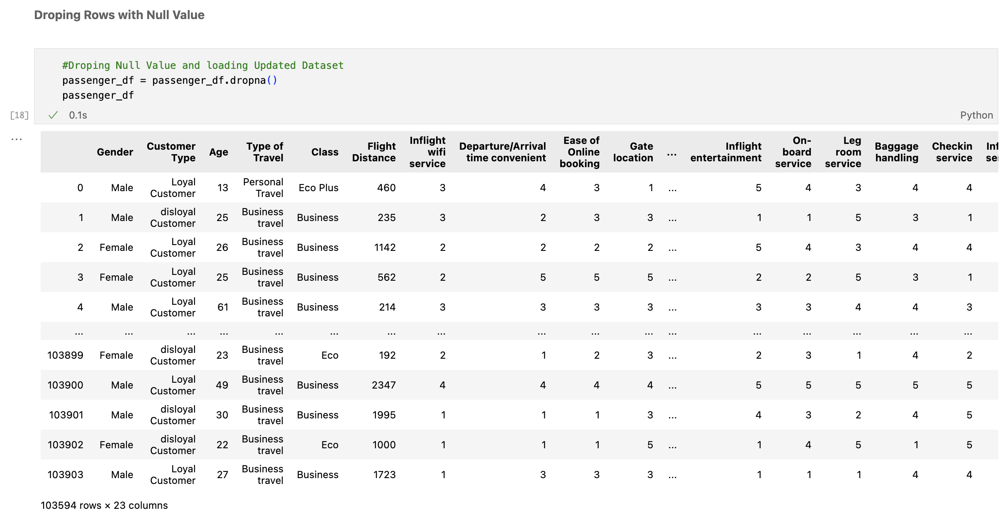 Droping Rows with Null Value
#Droping Null Value and loading Updated Dataset
passenger_df = passenger_df.dropna()
passenger_df
[18] ✓ 0.1s Python
...
Gender Customer Type Age Type of Travel Class Flight Distance Inflight wifi service Departure/Arrival time convenient Ease of Online booking Gate location ... Inflight entertainment On-board service Leg room service Baggage handling Checkin service
0 Male Loyal Customer 13 Personal Travel Eco Plus 460 3 4 3 1 ... 5 4 3 4 4
1 Male disloyal Customer 25 Business travel Business 235 3 2 3 3 ... 1 1 5 3 1
2 Female Loyal Customer 26 Business travel Business 1142 2 2 2 2 ... 5 4 3 4 4
3 Female Loyal Customer 25 Business travel Business 562 2 5 5 5 ... 2 2 5 3 1
4 Male Loyal Customer 61 Business travel Business 214 3 3 3 3 ... 3 3 4 4 3
... ... ... ... ... ... ... ... ... ... ... ... ... ... ... ... ...
103899 Female disloyal Customer 23 Business travel Eco 192 2 1 2 3 ... 2 3 1 4 2
103900 Male Loyal Customer 49 Business travel Business 2347 4 4 4 4 ... 5 5 5 5 5
103901 Male disloyal Customer 30 Business travel Business 1995 1 1 1 3 ... 4 3 2 4 5
103902 Female disloyal Customer 22 Business travel Eco 1000 1 1 1 5 ... 1 4 5 1 5
103903 Male Loyal Customer 27 Business travel Business 1723 1 3 3 3 ... 1 1 1 4 4
103594 rows × 23 columns